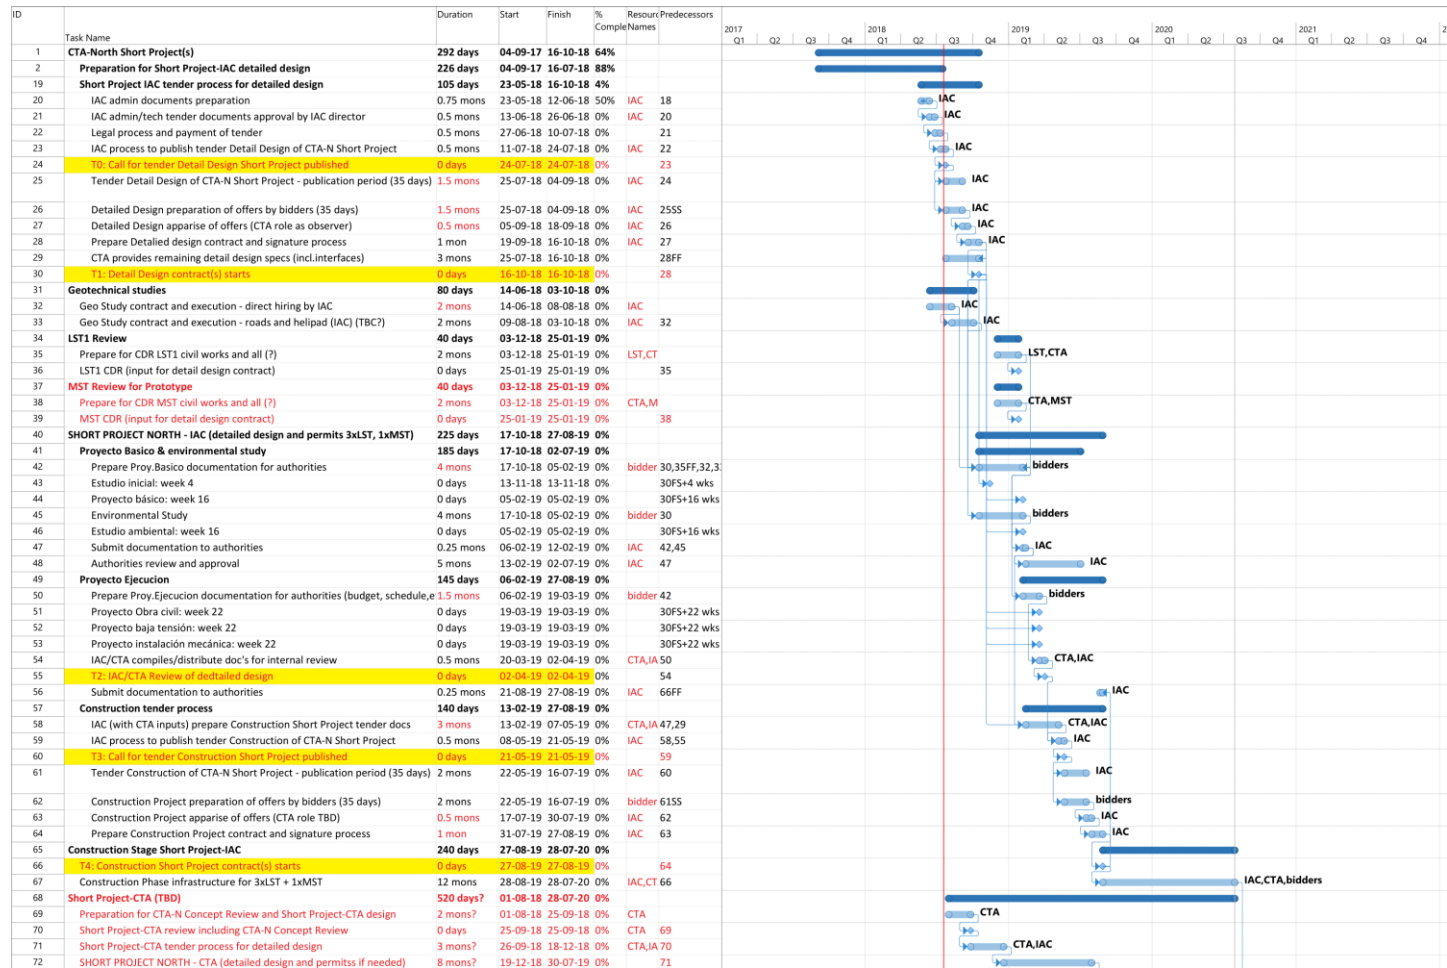 ID Task Name Duration Start Finish % Comple Resourc Names Predecessors
2017 2018 2019 2020 2021
Q1 Q2 Q3 Q4 Q1 Q2 Q3 Q4 Q1 Q2 Q3 Q4 Q1 Q2 Q3 Q4 Q1 Q2 Q3 Q4
1 CTA-North Short Project(s) 292 days 04-09-17 16-10-18 64%
2 Preparation for Short Project-IAC detailed design 226 days 04-09-17 16-07-18 88%
19 Short Project IAC tender process for detailed design 105 days 23-05-18 16-10-18 4%
20 IAC admin documents preparation 0.75 mons 23-05-18 12-06-18 50% IAC 18 IAC
21 IAC admin/tech tender documents approval by IAC director 0.5 mons 13-06-18 26-06-18 0% IAC 20 IAC
22 Legal process and payment of tender 0.5 mons 27-06-18 10-07-18 0% 21
23 IAC process to publish tender Detail Design of CTA-N Short Project 0.5 mons 11-07-18 24-07-18 0% IAC 22 IAC
24 T0: Call for tender Detail Design Short Project published 0 days 24-07-18 24-07-18 0% 23
25 Tender Detail Design of CTA-N Short Project - publication period (35 days) 1.5 mons 25-07-18 04-09-18 0% IAC 24 IAC
26 Detailed Design preparation of offers by bidders (35 days) 1.5 mons 25-07-18 04-09-18 0% IAC 25SS IAC
27 Detailed Design apparise of offers (CTA role as observer) 0.5 mons 05-09-18 18-09-18 0% IAC 26 IAC
28 Prepare Detalied design contract and signature process 1 mon 19-09-18 16-10-18 0% IAC 27 IAC
29 CTA provides remaining detail design specs (incl.interfaces) 3 mons 25-07-18 16-10-18 0% 28FF
30 T1: Detail Design contract(s) starts 0 days 16-10-18 16-10-18 0% 28
31 Geotechnical studies 80 days 14-06-18 03-10-18 0%
32 Geo Study contract and execution - direct hiring by IAC 2 mons 14-06-18 08-08-18 0% IAC IAC
33 Geo Study contract and execution - roads and helipad (IAC) (TBC?) 2 mons 09-08-18 03-10-18 0% IAC 32 IAC
34 LST1 Review 40 days 03-12-18 25-01-19 0%
35 Prepare for CDR LST1 civil works and all (?) 2 mons 03-12-18 25-01-19 0% LST,CT LST,CTA
36 LST1 CDR (input for detail design contract) 0 days 25-01-19 25-01-19 0% 35
37 MST Review for Prototype 40 days 03-12-18 25-01-19 0%
38 Prepare for CDR MST civil works and all (?) 2 mons 03-12-18 25-01-19 0% CTA,M CTA,MST
39 MST CDR (input for detail design contract) 0 days 25-01-19 25-01-19 0% 38
40 SHORT PROJECT NORTH - IAC (detailed design and permits 3xLST, 1xMST) 225 days 17-10-18 27-08-19 0%
41 Proyecto Basico & environmental study 185 days 17-10-18 02-07-19 0%
42 Prepare Proy.Basico documentation for authorities 4 mons 17-10-18 05-02-19 0% bidder 30,35FF,32,3 bidders
43 Estudio inicial: week 4 0 days 13-11-18 13-11-18 0% 30FS+4 wks
44 Proyecto básico: week 16 0 days 05-02-19 05-02-19 0% 30FS+16 wks
45 Environmental Study 4 mons 17-10-18 05-02-19 0% bidder 30 bidders
46 Estudio ambiental: week 16 0 days 05-02-19 05-02-19 0% 30FS+16 wks
47 Submit documentation to authorities 0.25 mons 06-02-19 12-02-19 0% IAC 42,45 IAC
48 Authorities review and approval 5 mons 13-02-19 02-07-19 0% IAC 47 IAC
49 Proyecto Ejecucion 145 days 06-02-19 27-08-19 0%
50 Prepare Proy.Ejecucion documentation for authorities (budget, schedule,e 1.5 mons 06-02-19 19-03-19 0% bidder 42 bidders
51 Proyecto Obra civil: week 22 0 days 19-03-19 19-03-19 0% 30FS+22 wks
52 Proyecto baja tensión: week 22 0 days 19-03-19 19-03-19 0% 30FS+22 wks
53 Proyecto instalación mecánica: week 22 0 days 19-03-19 19-03-19 0% 30FS+22 wks
54 IAC/CTA compiles/distribute doc's for internal review 0.5 mons 20-03-19 02-04-19 0% CTA,IA 50 CTA,IAC
55 T2: IAC/CTA Review of dedtailed design 0 days 02-04-19 02-04-19 0% 54
56 Submit documentation to authorities 0.25 mons 21-08-19 27-08-19 0% IAC 66FF IAC
57 Construction tender process 140 days 13-02-19 27-08-19 0%
58 IAC (with CTA inputs) prepare Construction Short Project tender docs 3 mons 13-02-19 07-05-19 0% CTA,IA 47,29 CTA,IAC
59 IAC process to publish tender Construction of CTA-N Short Project 0.5 mons 08-05-19 21-05-19 0% IAC 58,55 IAC
60 T3: Call for tender Construction Short Project published 0 days 21-05-19 21-05-19 0% 59
61 Tender Construction of CTA-N Short Project - publication period (35 days) 2 mons 22-05-19 16-07-19 0% IAC 60 IAC
62 Construction Project preparation of offers by bidders (35 days) 2 mons 22-05-19 16-07-19 0% bidder 61SS bidders
63 Construction Project apparise of offers (CTA role TBD) 0.5 mons 17-07-19 30-07-19 0% IAC 62 IAC
64 Prepare Construction Project contract and signature process 1 mon 31-07-19 27-08-19 0% IAC 63 IAC
65 Construction Stage Short Project-IAC 240 days 27-08-19 28-07-20 0%
66 T4: Construction Short Project contract(s) starts 0 days 27-08-19 27-08-19 0% 64
67 Construction Phase infrastructure for 3xLST + 1xMST 12 mons 28-08-19 28-07-20 0% IAC,CT 66 IAC,CTA,bidders
68 Short Project-CTA (TBD) 520 days? 01-08-18 28-07-20 0%
69 Preparation for CTA-N Concept Review and Short Project-CTA design 2 mons? 01-08-18 25-09-18 0% CTA CTA
70 Short Project-CTA review including CTA-N Concept Review 0 days 25-09-18 25-09-18 0% CTA 69
71 Short Project-CTA tender process for detailed design 3 mons? 26-09-18 18-12-18 0% CTA,IA 70 CTA,IAC
72 SHORT PROJECT NORTH - CTA (detailed design and permitss if needed) 8 mons? 19-12-18 30-07-19 0% 71